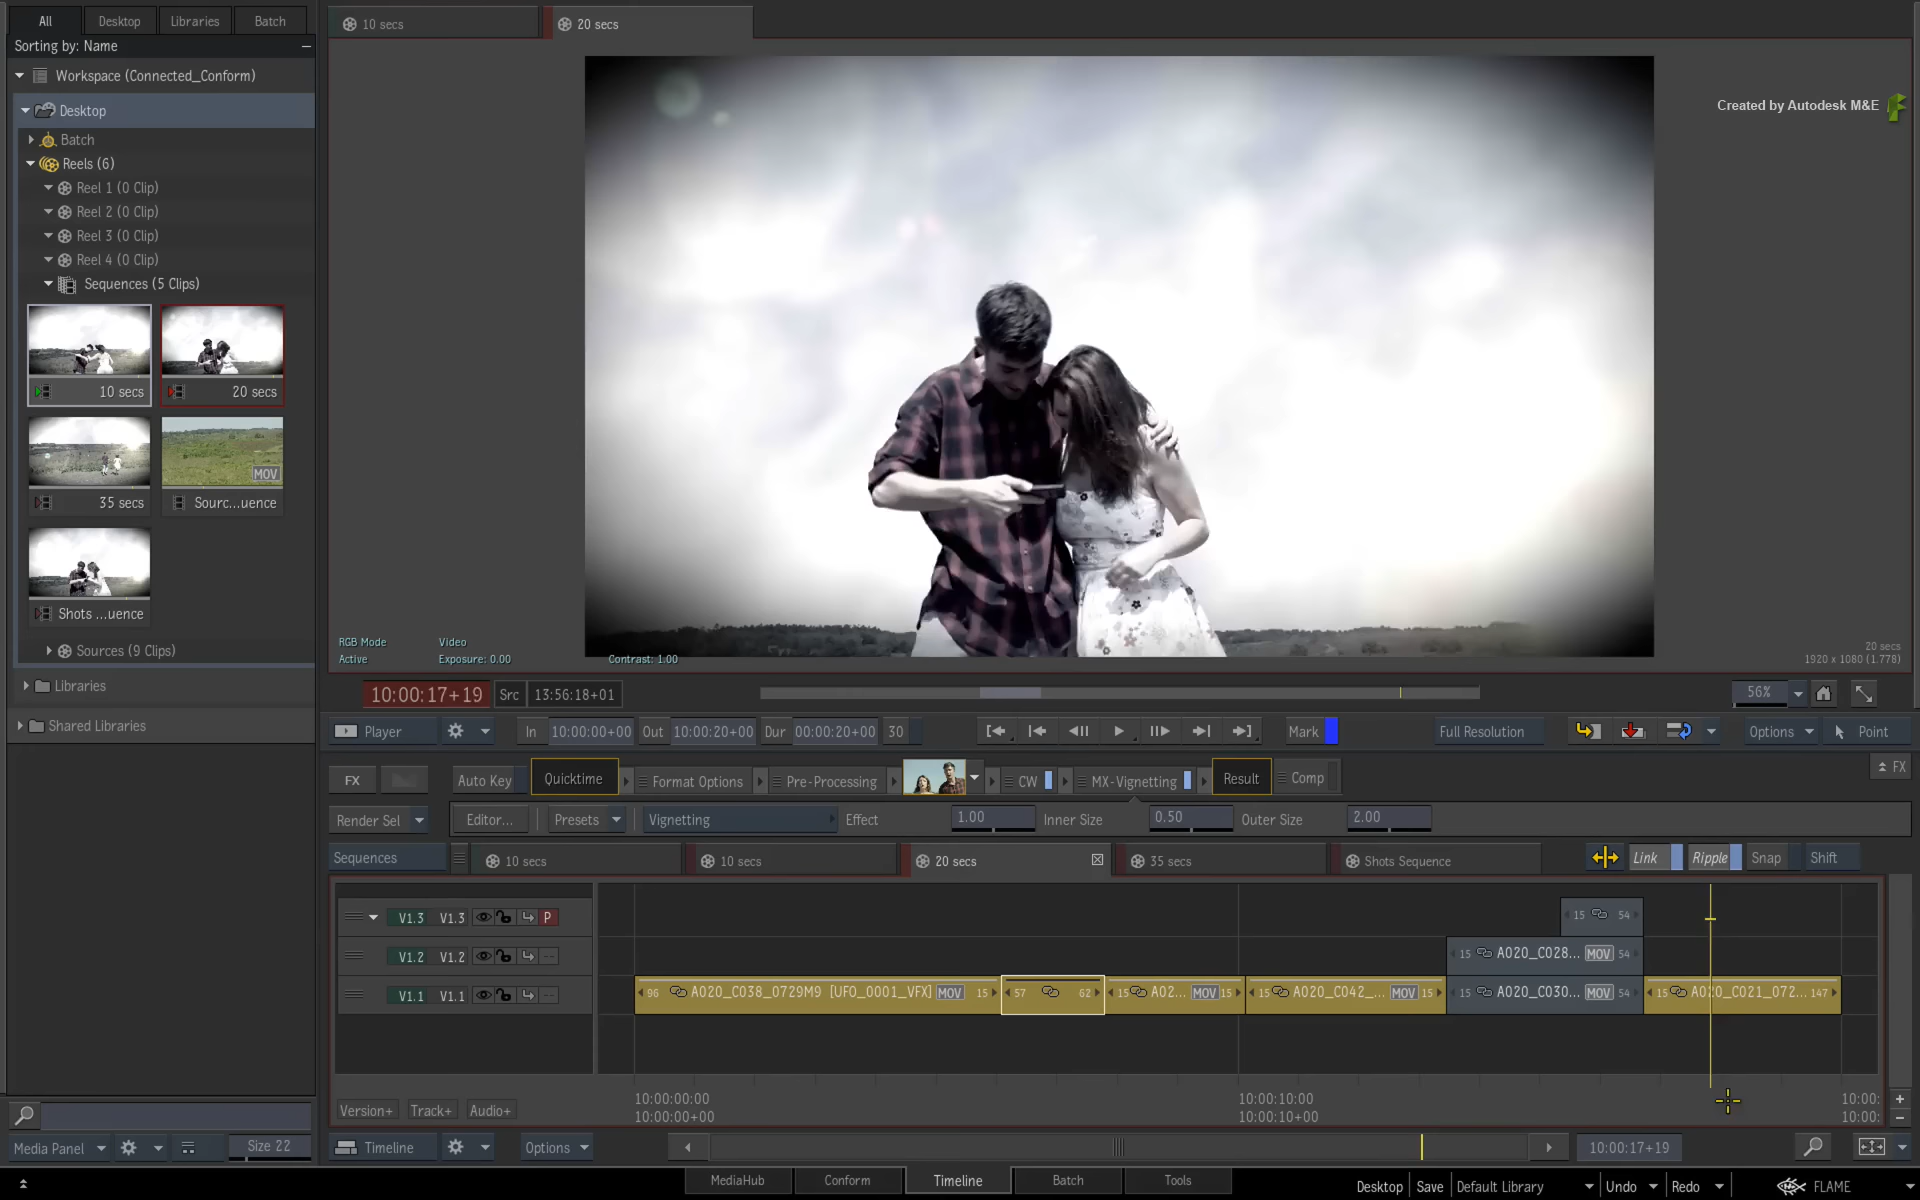 All Desktop Libraries Batch
Sorting by: Name
Workspace (Connected_Conform)
Desktop
Batch
Reels (6)
Reel 1 (0 Clip)
Reel 2 (0 Clip)
Reel 3 (0 Clip)
Reel 4 (0 Clip)
Sequences (5 Clips)
10 secs 20 secs
MOV
35 secs Sourc...uence
Shots ...uence
Sources (9 Clips)
Libraries
Shared Libraries
Media Panel Size 22
10 secs 20 secs
Created by Autodesk M&E
RGB Mode Video
Active Exposure: 0.00 Contrast: 1.00
20 secs
1920 x 1080 (1.778)
10:00:17+19 Src 13:56:18+01 56%
Player In 10:00:00+00 Out 10:00:20+00 Dur 00:00:20+00 30 Mark Full Resolution Options Point
FX Auto Key Quicktime Format Options Pre-Processing CW MX-Vignetting Result Comp FX
Render Sel Editor... Presets Vignetting Effect 1.00 Inner Size 0.50 Outer Size 2.00
Sequences 10 secs 10 secs 20 secs 35 secs Shots Sequence Link Ripple Snap Shift
V1.3 V1.3 P 15 54
V1.2 V1.2 15 A020_C028... MOV 54
V1.1 V1.1 96 A020_C038_0729M9 [UFO_0001_VFX] MOV 15 57 62 15 A02... MOV 15 15 A020_C042_... MOV 15 15 A020_C030... MOV 54 15 A020_C021_072... 147
10:00:00:00 10:00:10:00 10:00:
Version+ Track+ Audio+ 10:00:00+00 10:00:10+00 10:00:
Timeline Options 10:00:17+19
MediaHub Conform Timeline Batch Tools
Desktop Save Default Library Undo Redo FLAME